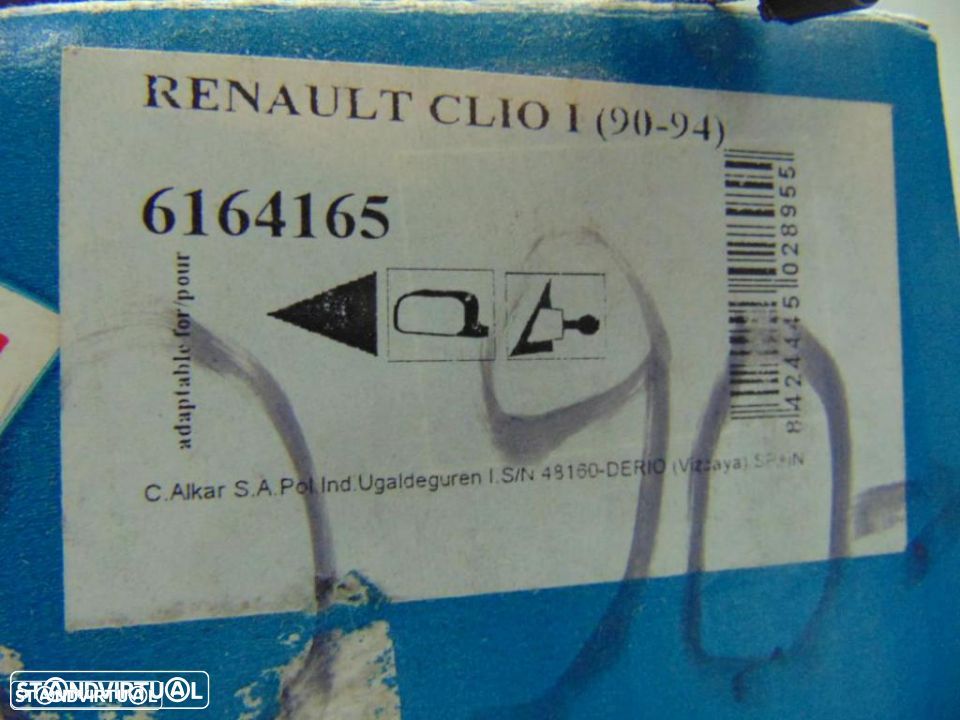 RENAULT CLIO I (90-94)
6164165
adaptable for/pour
8424445028955
C.Alkar S.A.Pol.Ind.Ugaldeguren I.S/N 48160-DERIO (Vizcaya) SPAIN
90
STANDVIRTUAL
STANDVIRTUAL